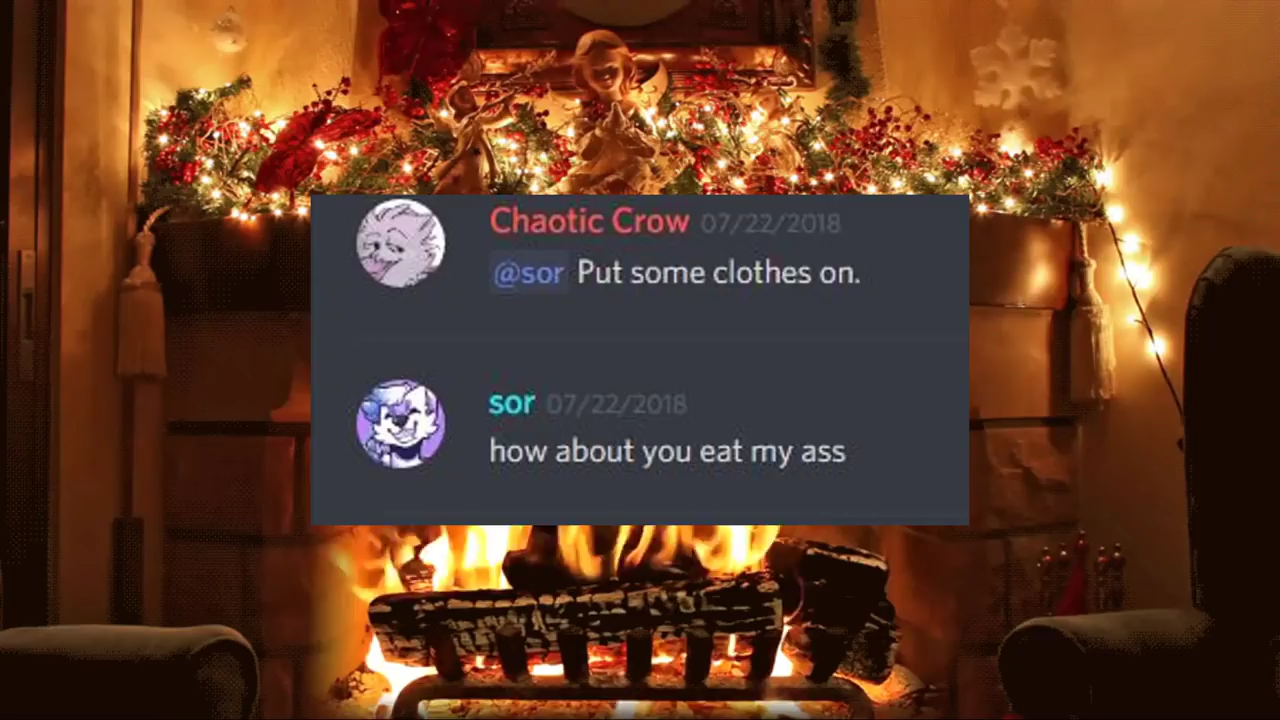 Chaotic Crow 07/22/2018
@sor Put some clothes on.
sor 07/22/2018
how about you eat my ass